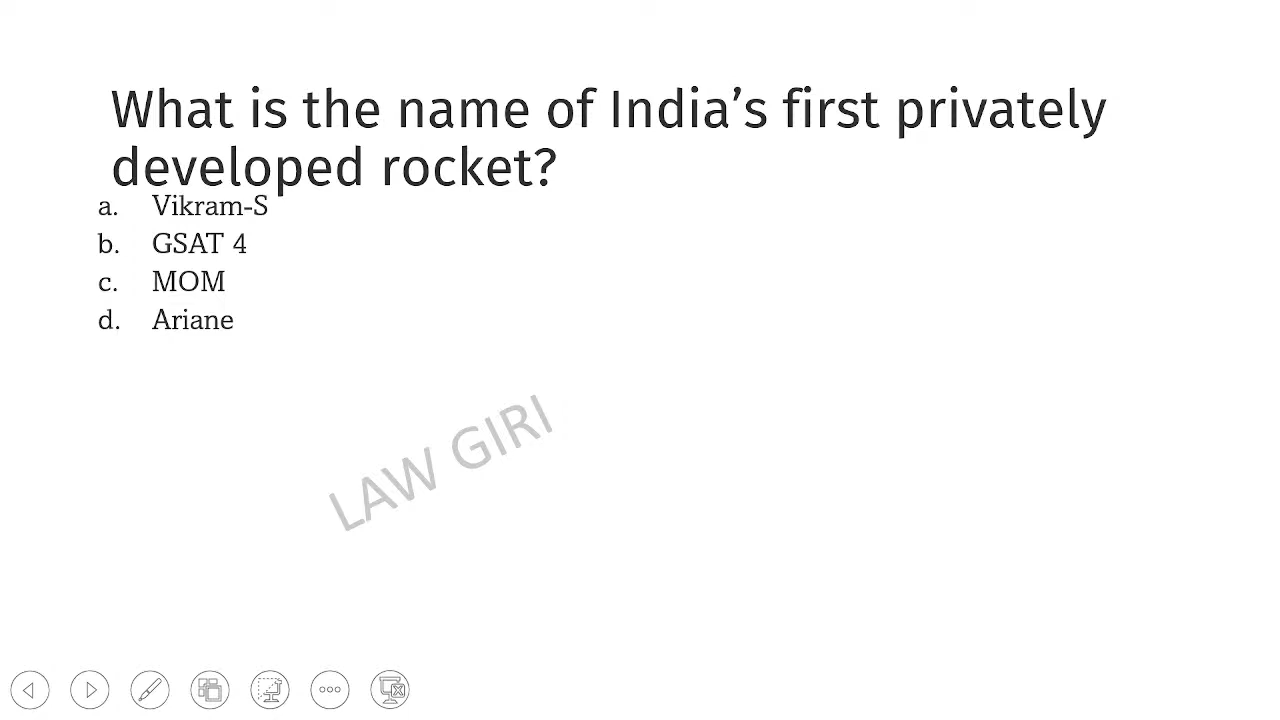 What is the name of India’s first privately
developed rocket?
a. Vikram-S
b. GSAT 4
c. MOM
d. Ariane
LAW GIRI